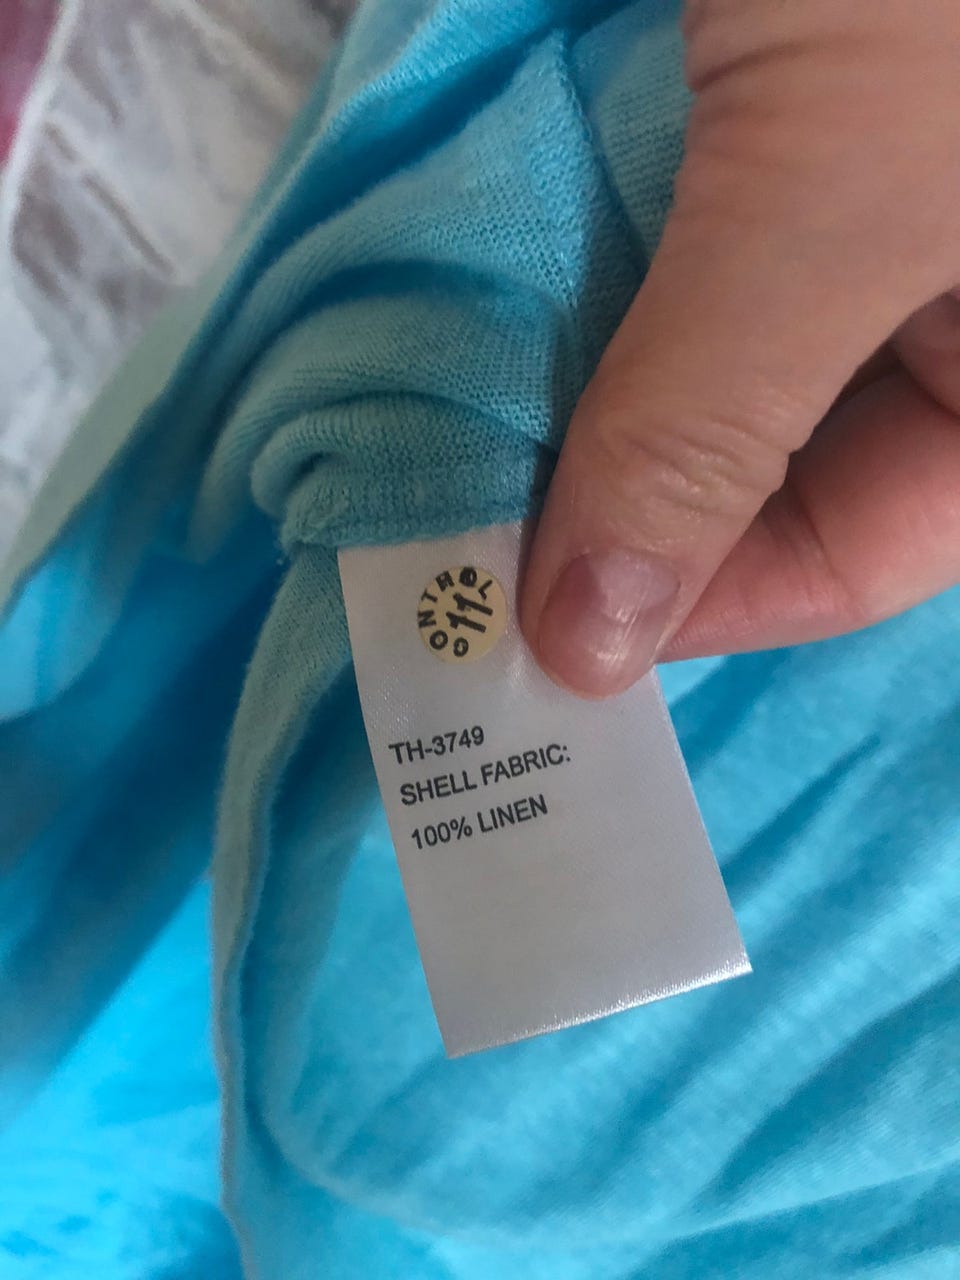 CONTROL
11
TH-3749
SHELL FABRIC:
100% LINEN